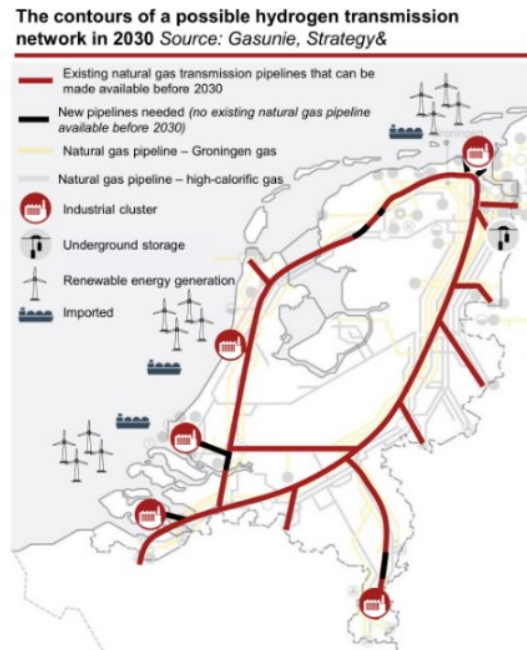 The contours of a possible hydrogen transmission
network in 2030 Source: Gasunie, Strategy&
Existing natural gas transmission pipelines that can be
made available before 2030
New pipelines needed (no existing natural gas pipeline
available before 2030)
Natural gas pipeline – Groningen gas
Natural gas pipeline – high-calorific gas
Industrial cluster
Underground storage
Renewable energy generation
Imported